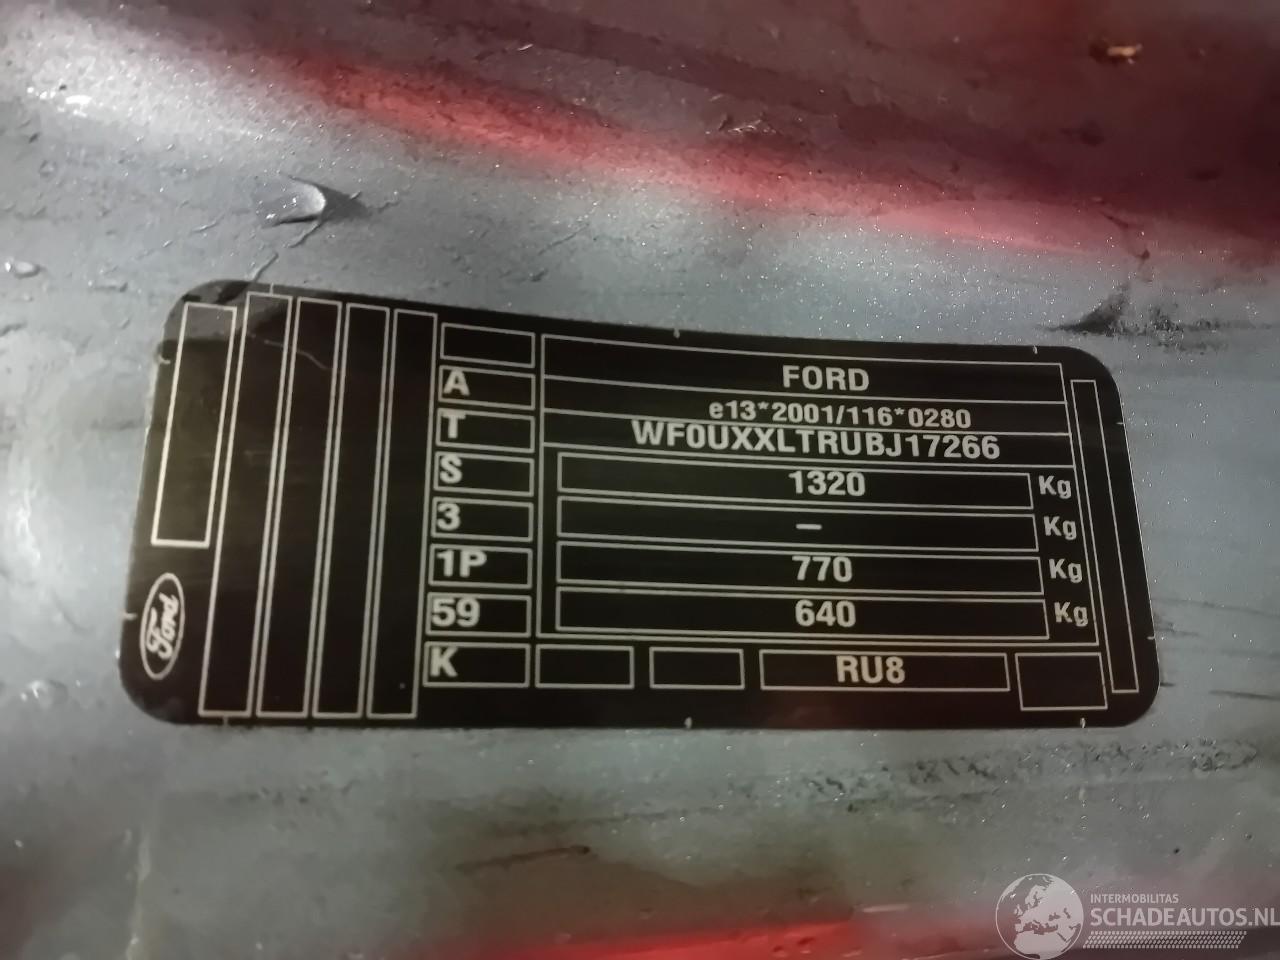 FORD
A
e13*2001/116*0280
T
WF0UXXLTRUBJ17266
S
1320 Kg
3
– Kg
1P
770 Kg
59
640 Kg
K
RU8
Ford
INTERMOBILITAS
SCHADEAUTOS.NL